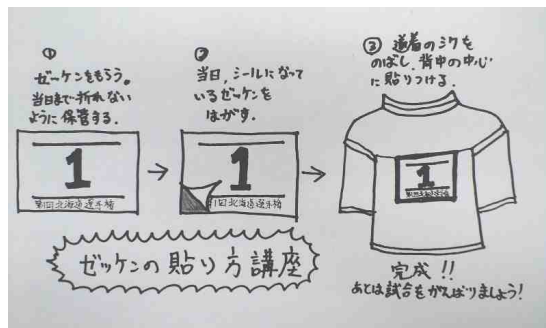 ①
ゼッケンをもらう。
当日まで折れない
ように保管する.
1
第1回北海道選手権
②
当日,シールになって
いるゼッケンを
はがす.
1
1回北海道選手権
③ 道着のシワを
のばし、背中の中心
に貼りつける.
1
ゼッケンの貼り方講座
完成!!
あとは試合をがんばりましょう!